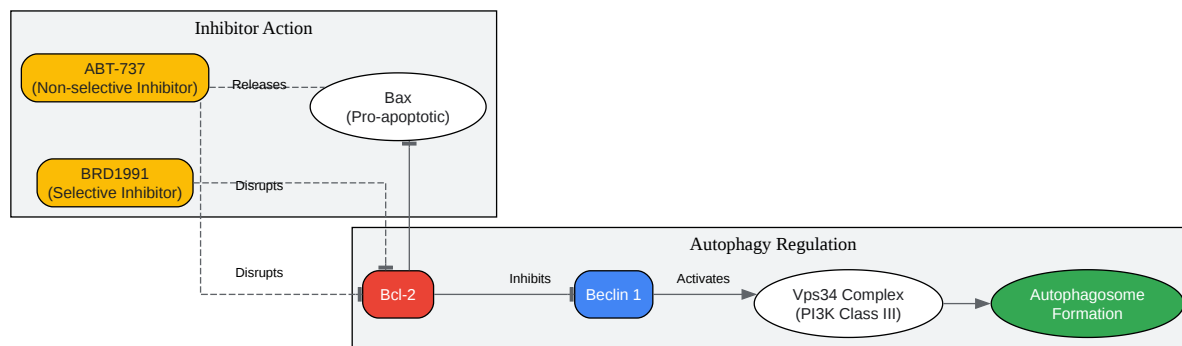 Inhibitor Action
ABT-737
(Non-selective Inhibitor)
Releases
Bax
(Pro-apoptotic)
BRD1991
(Selective Inhibitor)
Disrupts
Autophagy Regulation
Disrupts
Bcl-2
Inhibits
Beclin 1
Activates
Vps34 Complex
(PI3K Class III)
Autophagosome
Formation